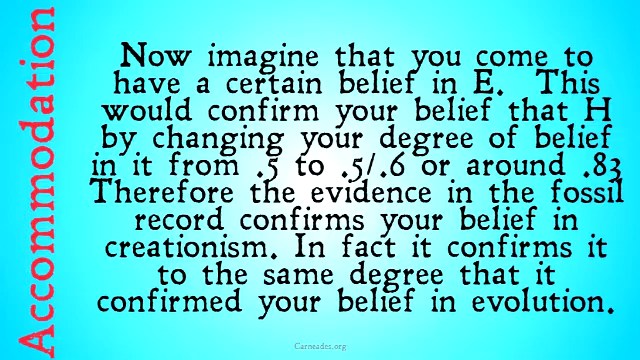 Accommodation
Now imagine that you come to
have a certain belief in E. This
would confirm your belief that H
by changing your degree of belief
in it from .5 to .5/.6 or around .83
Therefore the evidence in the fossil
record confirms your belief in
creationism. In fact it confirms it
to the same degree that it
confirmed your belief in evolution.
Carneades.org